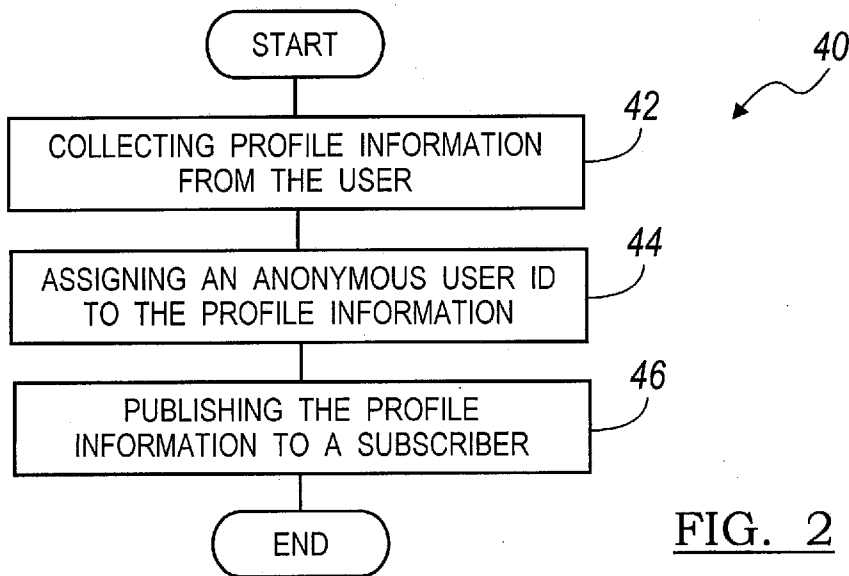 START
40
42
COLLECTING PROFILE INFORMATION
FROM THE USER
44
ASSIGNING AN ANONYMOUS USER ID
TO THE PROFILE INFORMATION
46
PUBLISHING THE PROFILE
INFORMATION TO A SUBSCRIBER
END
FIG. 2